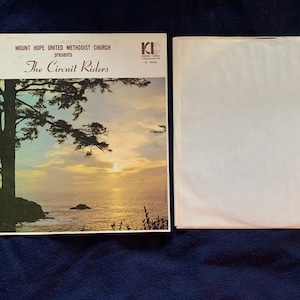 MOUNT HOPE UNITED METHODIST CHURCH
presents
The Circuit Riders